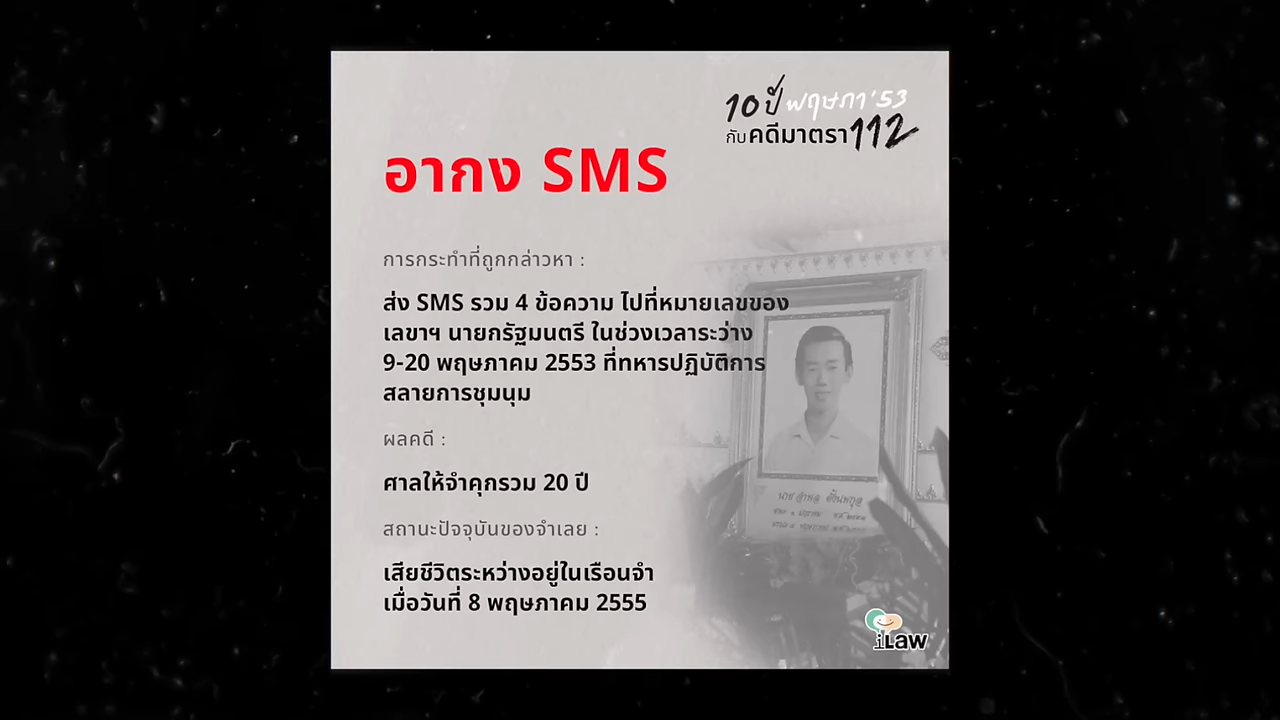 10 ปี พฤษภา'53
กับคดีมาตรา 112
อากง SMS
การกระทำที่ถูกกล่าวหา :
ส่ง SMS รวม 4 ข้อความ ไปที่หมายเลขของ
เลขาฯ นายกรัฐมนตรี ในช่วงเวลาระว่าง
9-20 พฤษภาคม 2553 ที่ทหารปฏิบัติการ
สลายการชุมนุม
ผลคดี :
ศาลให้จำคุกรวม 20 ปี
สถานะปัจจุบันของจำเลย :
เสียชีวิตระหว่างอยู่ในเรือนจำ
เมื่อวันที่ 8 พฤษภาคม 2555
นาย อำพล
iLaw